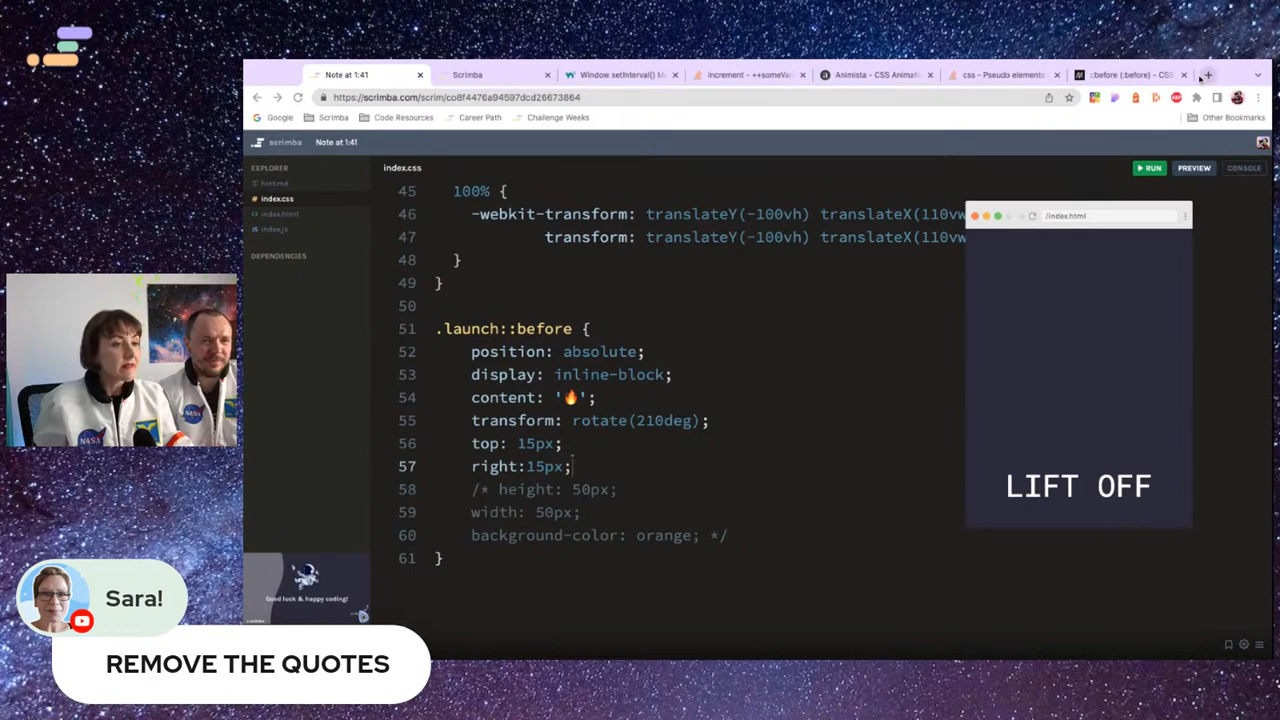 Note at 1:41
Scrimba
Window setInterval() M
increment - ++someVar
Animista - CSS Animati
css - Pseudo elements
::before (:before) - CSS
https://scrimba.com/scrim/co8f4476a94597dcd26673864
Google
Scrimba
Code Resources
Career Path
Challenge Weeks
Other Bookmarks
scrimba
Note at 1:41
EXPLORER
hint.md
# index.css
index.html
index.js
DEPENDENCIES
index.css
RUN
PREVIEW
CONSOLE
45 100% {
46 -webkit-transform: translateY(-100vh) translateX(110vw
47 transform: translateY(-100vh) translateX(110vw
48 }
49 }
50
51 .launch::before {
52 position: absolute;
53 display: inline-block;
54 content: '🔥';
55 transform: rotate(210deg);
56 top: 15px;
57 right:15px;
58 /* height: 50px;
59 width: 50px;
60 background-color: orange; */
61 }
/index.html
LIFT OFF
Good luck & happy coding!
NASA
NASA
Sara!
REMOVE THE QUOTES